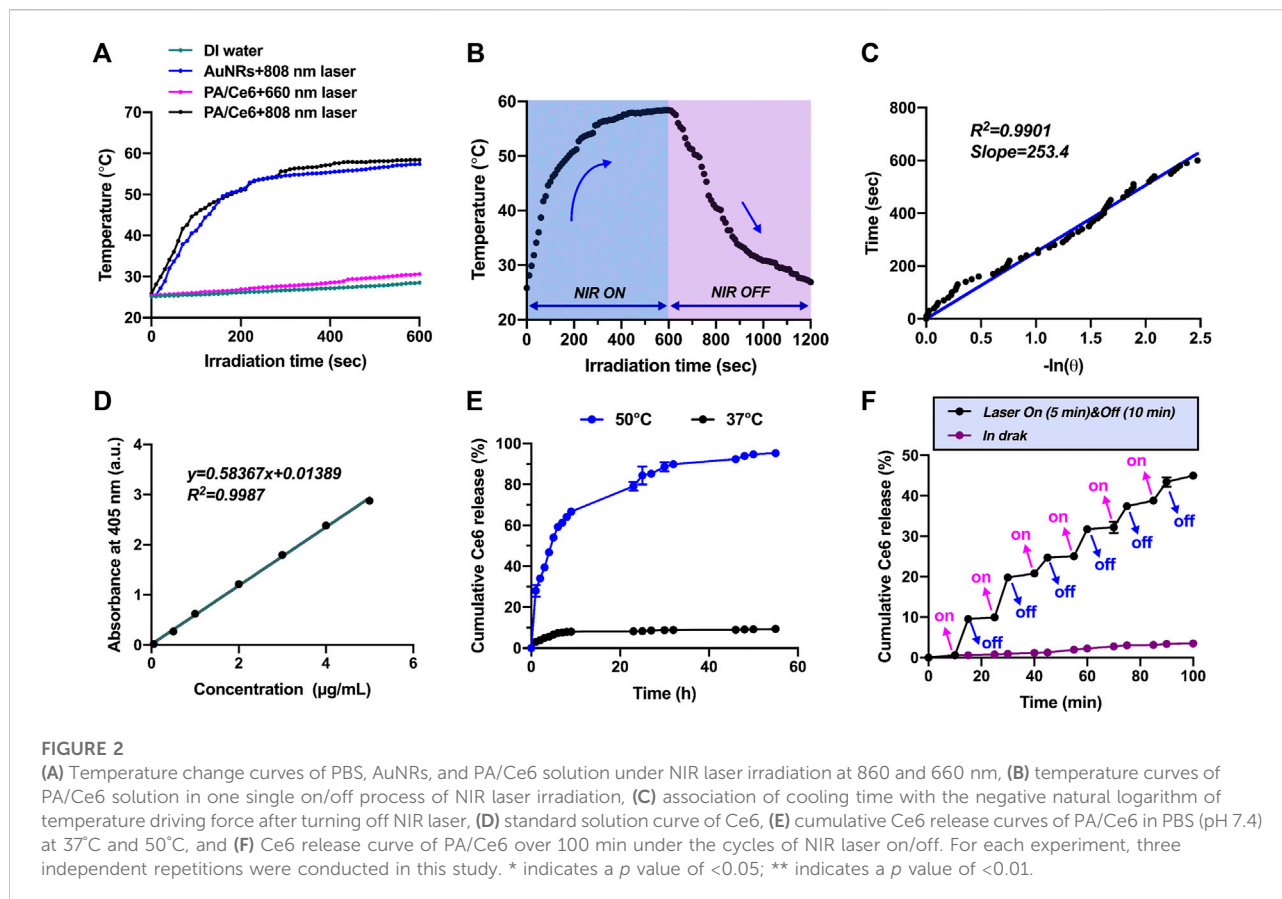 A
DI water
AuNRs+808 nm laser
PA/Ce6+660 nm laser
PA/Ce6+808 nm laser
70
60
50
40
30
20
0
200
400
600
Temperature (°C)
Irradiation time (sec)
B
60
50
40
30
20
0
200
400
600
800
1000
1200
NIR ON
NIR OFF
Temperature (°C)
Irradiation time (sec)
C
800
600
400
200
0
0.0
0.5
1.0
1.5
2.0
2.5
R²=0.9901
Slope=253.4
Time (sec)
-ln(θ)
D
4
3
2
1
0
0
2
4
6
y=0.58367x+0.01389
R²=0.9987
Absorbance at 405 nm (a.u.)
Concentration (µg/mL)
E
50°C
37°C
100
80
60
40
20
0
0
20
40
60
Cumulative Ce6 release (%)
Time (h)
F
Laser On (5 min)&Off (10 min)
In drak
50
40
30
20
10
0
0
20
40
60
80
100
on
on
on
on
on
on
off
off
off
off
off
off
Cumulative Ce6 release (%)
Time (min)
FIGURE 2
(A) Temperature change curves of PBS, AuNRs, and PA/Ce6 solution under NIR laser irradiation at 860 and 660 nm, (B) temperature curves of
PA/Ce6 solution in one single on/off process of NIR laser irradiation, (C) association of cooling time with the negative natural logarithm of
temperature driving force after turning off NIR laser, (D) standard solution curve of Ce6, (E) cumulative Ce6 release curves of PA/Ce6 in PBS (pH 7.4)
at 37°C and 50°C, and (F) Ce6 release curve of PA/Ce6 over 100 min under the cycles of NIR laser on/off. For each experiment, three
independent repetitions were conducted in this study. * indicates a p value of <0.05; ** indicates a p value of <0.01.